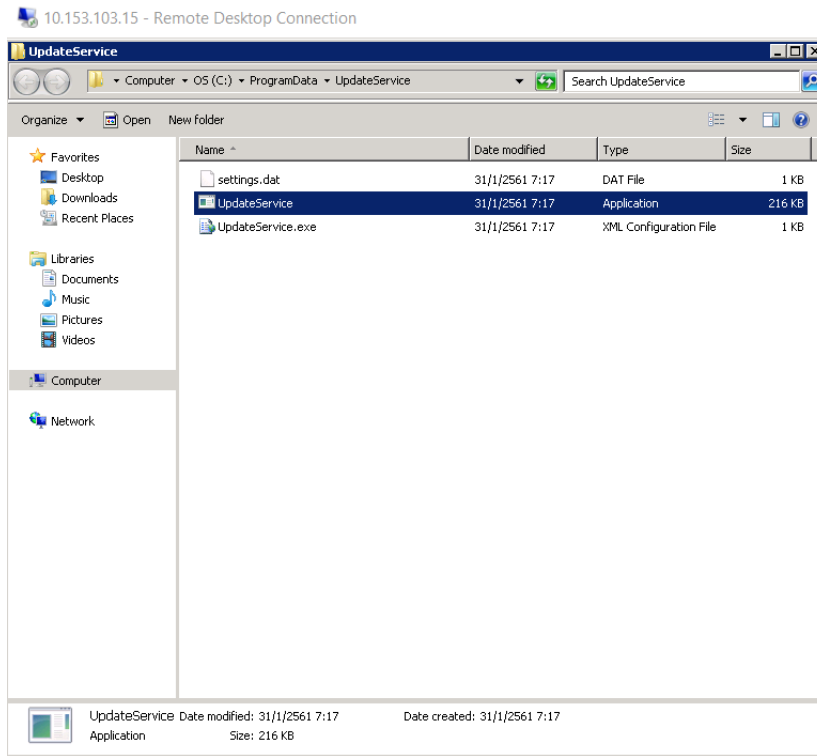 10.153.103.15 - Remote Desktop Connection
UpdateService
Computer OS (C:) ProgramData UpdateService Search UpdateService
Organize Open New folder
Name Date modified Type Size
Favorites
Desktop
Downloads
Recent Places
Libraries
Documents
Music
Pictures
Videos
Computer
Network
settings.dat 31/1/2561 7:17 DAT File 1 KB
UpdateService 31/1/2561 7:17 Application 216 KB
UpdateService.exe 31/1/2561 7:17 XML Configuration File 1 KB
UpdateService Date modified: 31/1/2561 7:17 Date created: 31/1/2561 7:17
Application Size: 216 KB